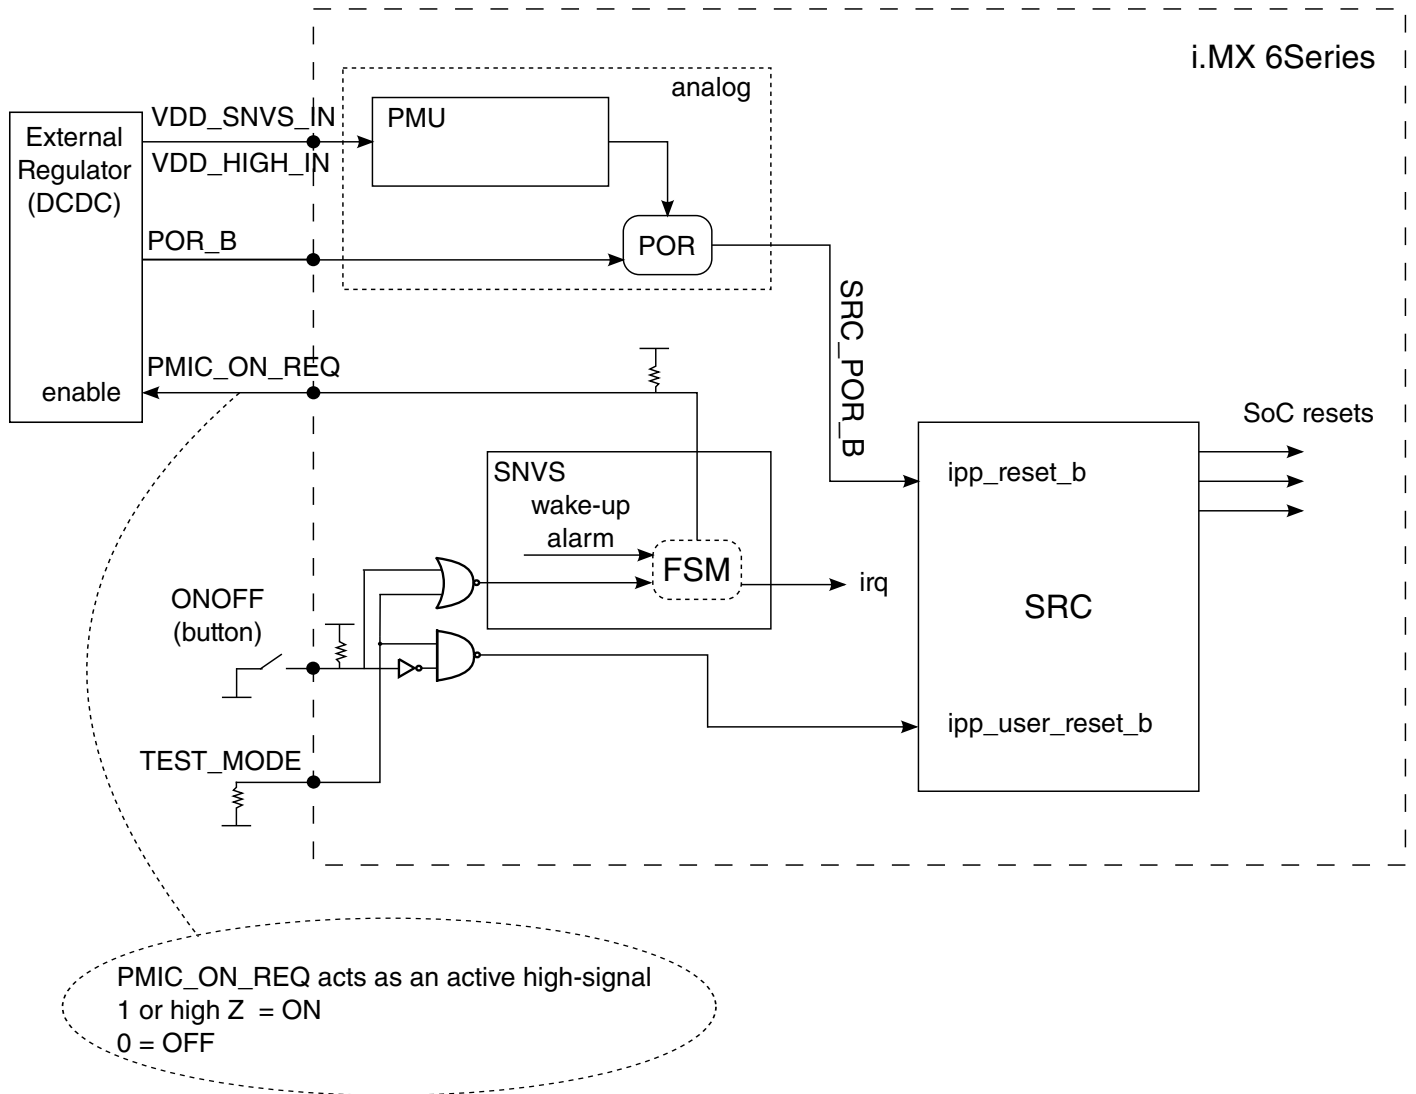 i.MX 6Series
analog
External
Regulator
(DCDC)
enable
VDD_SNVS_IN
VDD_HIGH_IN
PMU
POR_B
POR
SRC_POR_B
PMIC_ON_REQ
SNVS
wake-up
alarm
FSM
irq
ONOFF
(button)
TEST_MODE
ipp_reset_b
SRC
ipp_user_reset_b
SoC resets
PMIC_ON_REQ acts as an active high-signal
1 or high Z = ON
0 = OFF